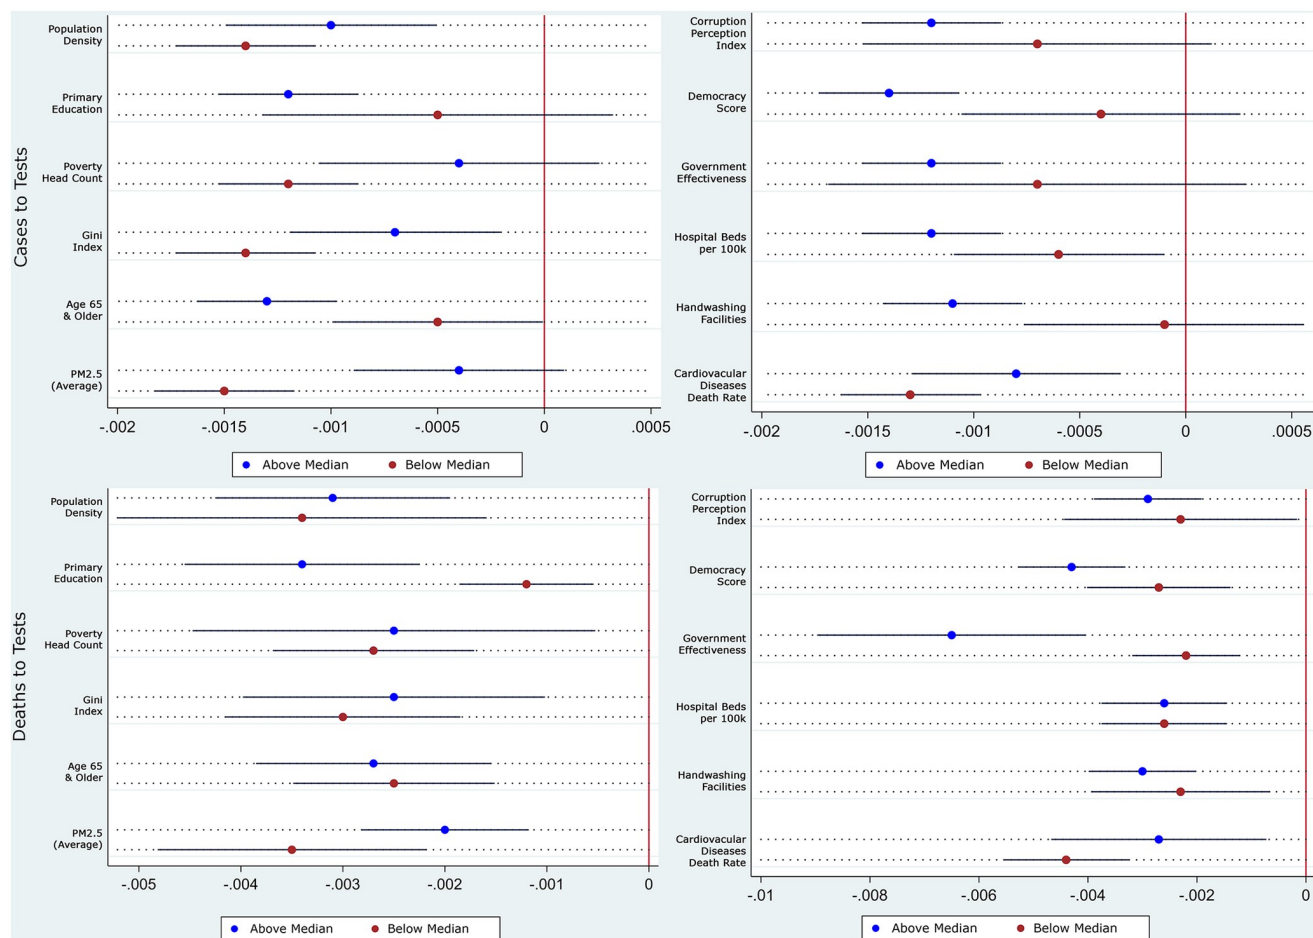 Cases to Tests
Population
Density
Primary
Education
Poverty
Head Count
Gini
Index
Age 65
& Older
PM2.5
(Average)
-.002 -.0015 -.001 -.0005 0 .0005
Above Median Below Median
Corruption
Perception
Index
Democracy
Score
Government
Effectiveness
Hospital Beds
per 100k
Handwashing
Facilities
Cardiovacular
Diseases
Death Rate
-.002 -.0015 -.001 -.0005 0 .0005
Above Median Below Median
Deaths to Tests
Population
Density
Primary
Education
Poverty
Head Count
Gini
Index
Age 65
& Older
PM2.5
(Average)
-.005 -.004 -.003 -.002 -.001 0
Above Median Below Median
Corruption
Perception
Index
Democracy
Score
Government
Effectiveness
Hospital Beds
per 100k
Handwashing
Facilities
Cardiovacular
Diseases
Death Rate
-.01 -.008 -.006 -.004 -.002 0
Above Median Below Median